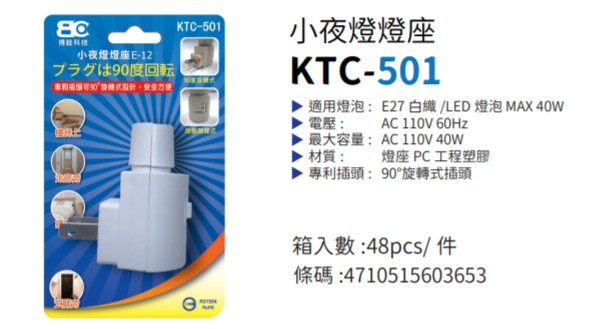 BC
博銓科技
KTC-501
小夜燈燈座E-12
プラグは90度回転
專利插頭可90°旋轉式設計，安全方便
R31594
RoHS
小夜燈燈座
KTC-501
▶ 適用燈泡： E27 白織 /LED 燈泡 MAX 40W
▶ 電壓： AC 110V 60Hz
▶ 最大容量： AC 110V 40W
▶ 材質： 燈座 PC 工程塑膠
▶ 專利插頭： 90°旋轉式插頭
箱入數 :48pcs/ 件
條碼 :4710515603653